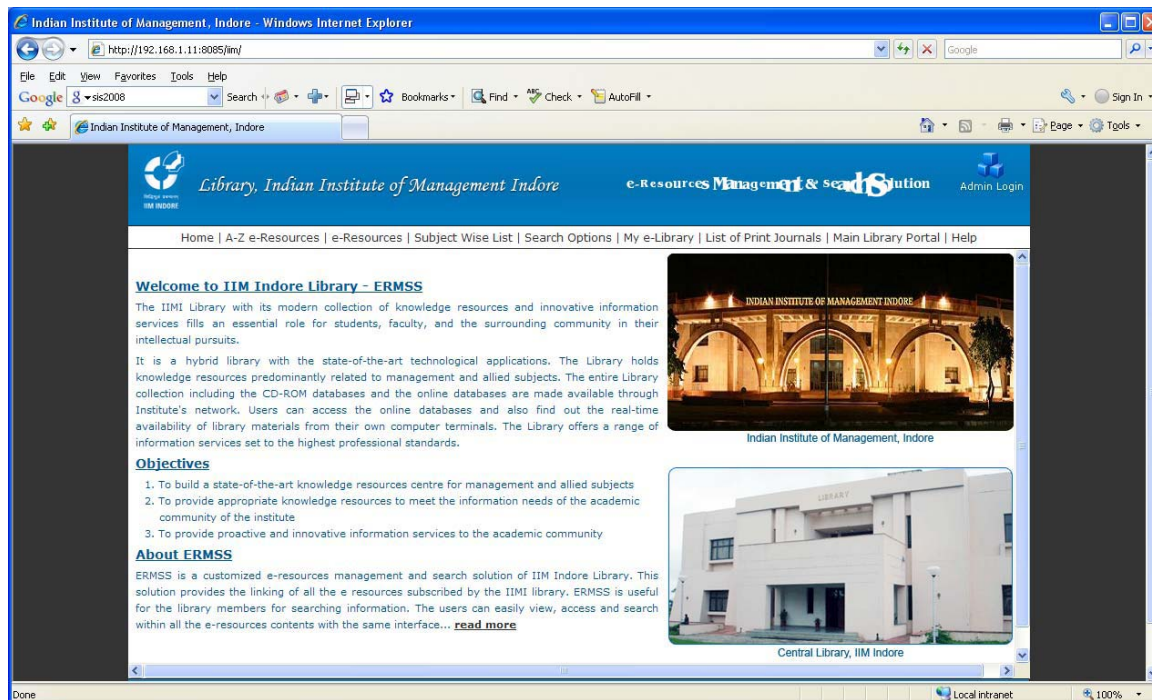 Indian Institute of Management, Indore - Windows Internet Explorer
http://192.168.1.11:8085/iim/
Google
File Edit View Favorites Tools Help
Google sis2008 Search Bookmarks Find Check AutoFill Sign In
Indian Institute of Management, Indore Page Tools
Library, Indian Institute of Management Indore e-Resources Management & Search Solution Admin Login
IIM INDORE
Home | A-Z e-Resources | e-Resources | Subject Wise List | Search Options | My e-Library | List of Print Journals | Main Library Portal | Help
Welcome to IIM Indore Library - ERMSS
The IIMI Library with its modern collection of knowledge resources and innovative information
services fills an essential role for students, faculty, and the surrounding community in their
intellectual pursuits.
It is a hybrid library with the state-of-the-art technological applications. The Library holds
knowledge resources predominantly related to management and allied subjects. The entire Library
collection including the CD-ROM databases and the online databases are made available through
Institute's network. Users can access the online databases and also find out the real-time
availability of library materials from their own computer terminals. The Library offers a range of
information services set to the highest professional standards.
Objectives
1. To build a state-of-the-art knowledge resources centre for management and allied subjects
2. To provide appropriate knowledge resources to meet the information needs of the academic
community of the institute
3. To provide proactive and innovative information services to the academic community
About ERMSS
ERMSS is a customized e-resources management and search solution of IIM Indore Library. This
solution provides the linking of all the e resources subscribed by the IIMI library. ERMSS is useful
for the library members for searching information. The users can easily view, access and search
within all the e-resources contents with the same interface... read more
INDIAN INSTITUTE OF MANAGEMENT INDORE
Indian Institute of Management, Indore
LIBRARY
Central Library, IIM Indore
Done Local intranet 100%